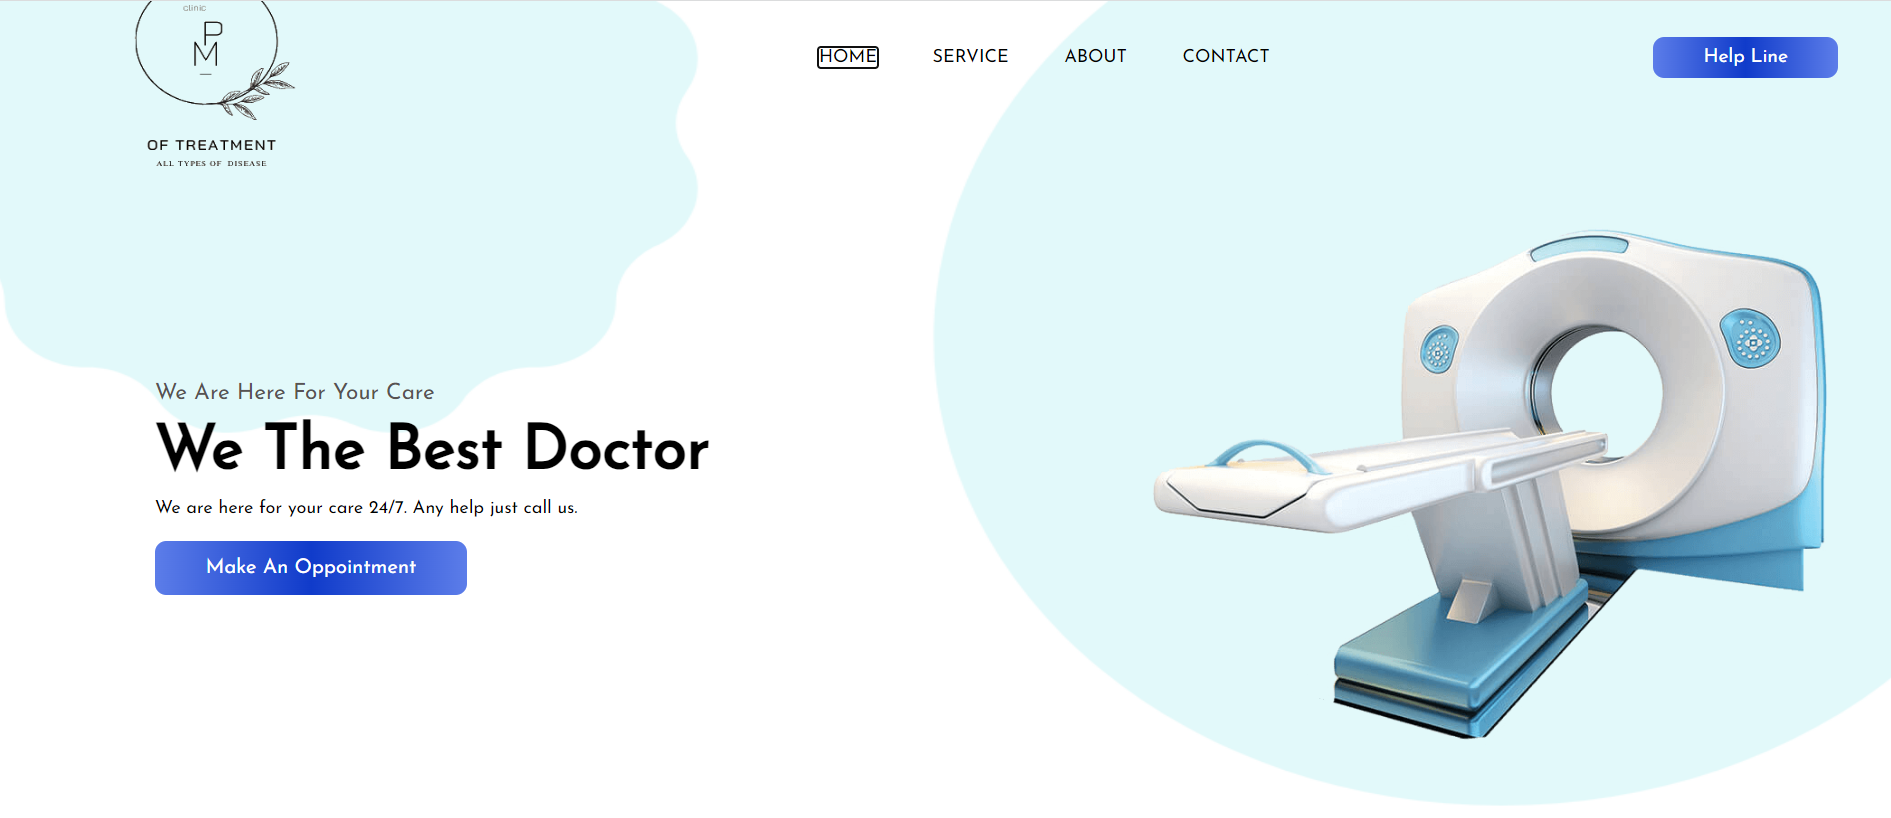 clinic
P
M
OF TREATMENT
ALL TYPES OF DISEASE
HOME SERVICE ABOUT CONTACT
Help Line
We Are Here For Your Care
We The Best Doctor
We are here for your care 24/7. Any help just call us.
Make An Oppointment